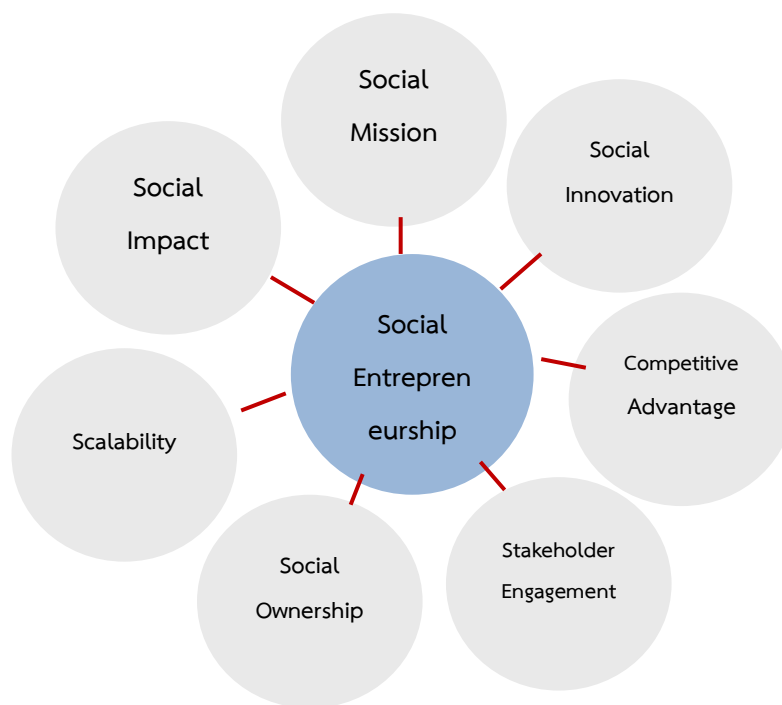 Social
Mission
Social
Innovation
Social
Impact
Social
Entrepren
eurship
Competitive
Advantage
Scalability
Stakeholder
Engagement
Social
Ownership